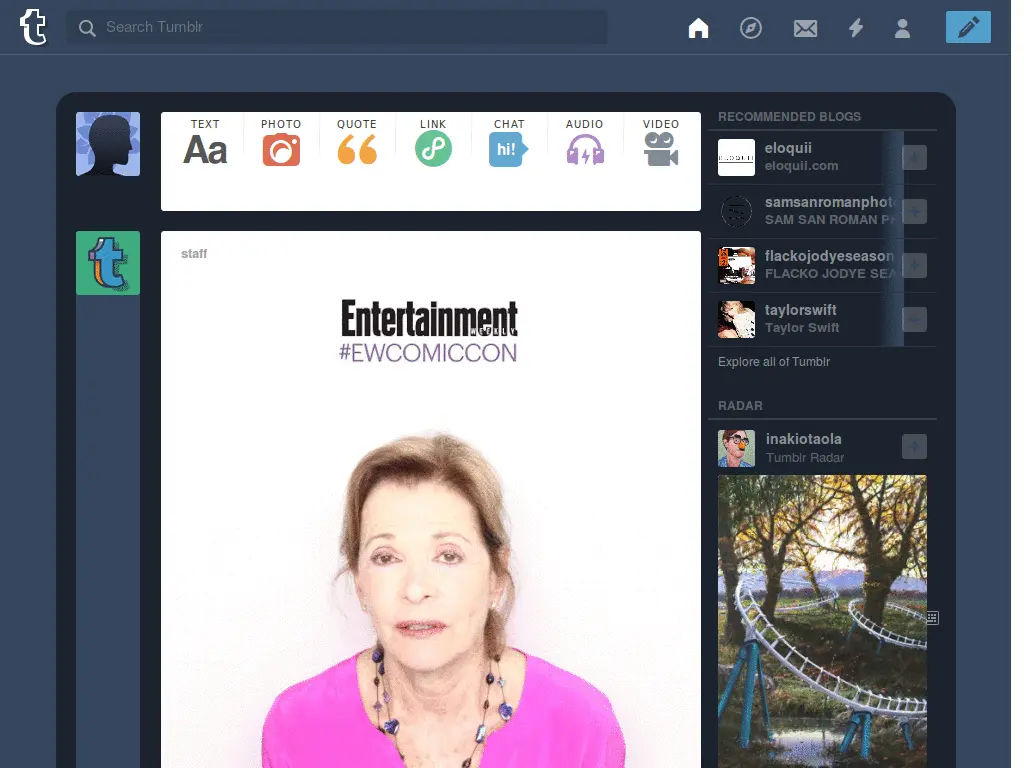 Search Tumblr
TEXT PHOTO QUOTE LINK CHAT AUDIO VIDEO
Aa hi!
staff
Entertainment
WEEKLY
#EWCOMICCON
RECOMMENDED BLOGS
ELOQUII
eloquii
eloquii.com
samsanromanphot
SAM SAN ROMAN P
flackojodyeseason
FLACKO JODYE SEA
taylorswift
Taylor Swift
Explore all of Tumblr
RADAR
inakiotaola
Tumblr Radar